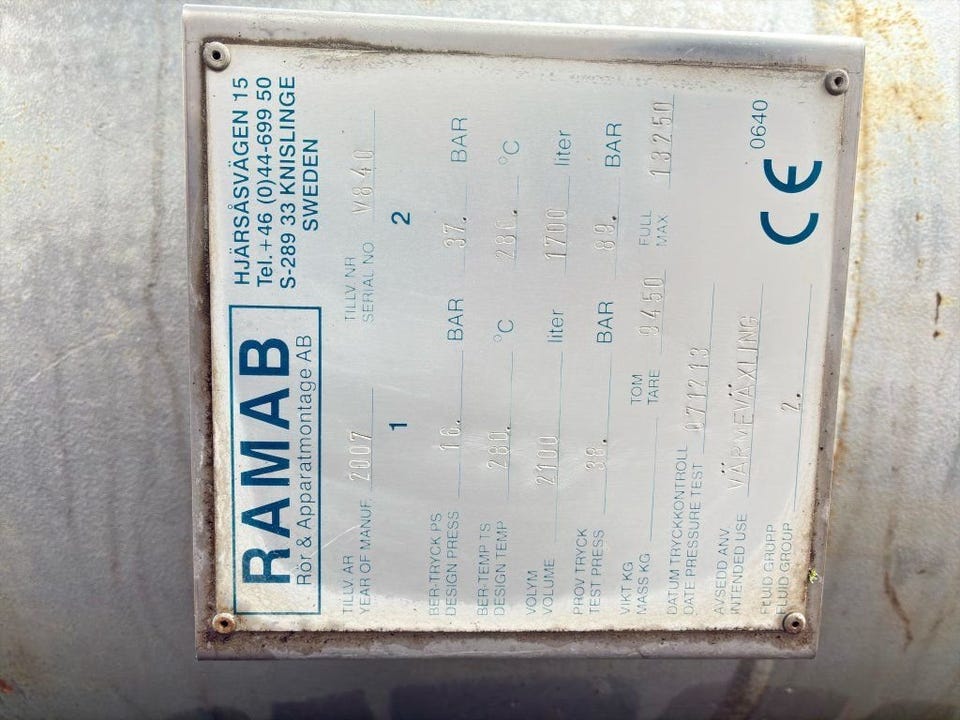 RAMAB
Rör & Apparatmontage AB
HJÄRSÅSVÄGEN 15
Tel.+46 (0)44-699 50
S-289 33 KNISLINGE
SWEDEN
TILLV. ÅR
YEAR OF MANUF. 2007 TILLV. NR
SERIAL NO V840
1 2
BER-TRYCK PS
DESIGN PRESS 16. BAR 37. BAR
BER-TEMP TS
DESIGN TEMP 280. °C °C
VOLYM
VOLUME 2100 liter 1700 liter
PROV TRYCK
TEST PRESS BAR BAR
VIKT KG
MASS KG TOM
TARE 9450 FULL
MAX 13250
DATUM TRYCKKONTROLL
DATE PRESSURE TEST 071213
AVSEDD ANV.
INTENDED USE VÄRMEVÄXLING
FLUID GRUPP
FLUID GROUP 2.
CE 0640